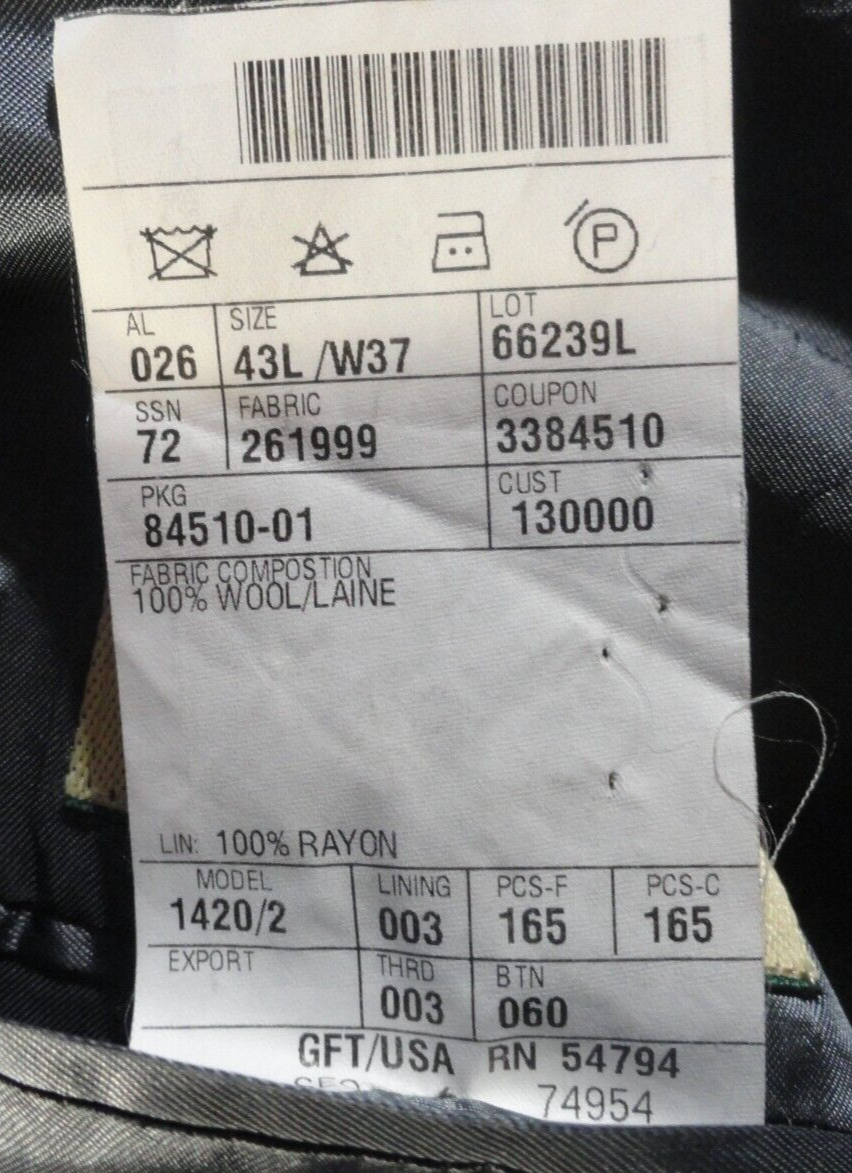 P
AL SIZE LOT
026 43L /W37 66239L
SSN FABRIC COUPON
72 261999 3384510
PKG CUST
84510-01 130000
FABRIC COMPOSTION
100% WOOL/LAINE
LIN: 100% RAYON
MODEL LINING PCS-F PCS-C
1420/2 003 165 165
EXPORT THRD BTN
003 060
GFT/USA RN 54794
74954